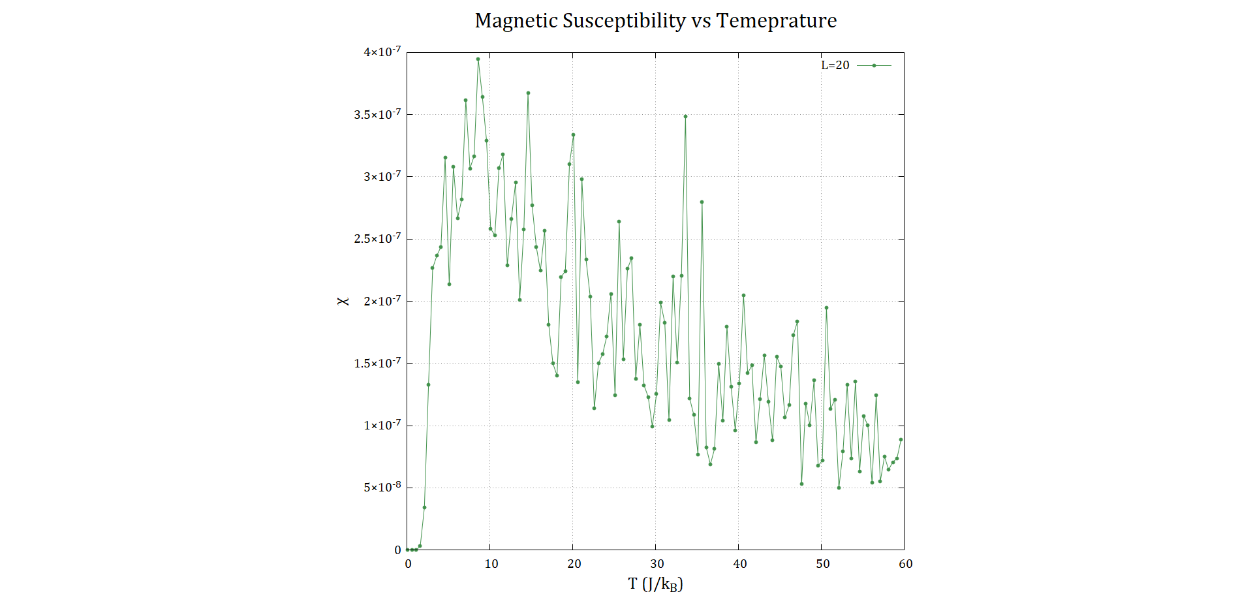 Magnetic Susceptibility vs Temeprature
L=20
4×10⁻⁷
3.5×10⁻⁷
3×10⁻⁷
2.5×10⁻⁷
2×10⁻⁷
1.5×10⁻⁷
1×10⁻⁷
5×10⁻⁸
0
χ
0 10 20 30 40 50 60
T (J/k_B)